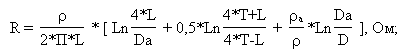 R = ρ / 2*П*L * [ Ln 4*L / Da + 0,5*Ln 4*T+L / 4*T-L + ρa / ρ *Ln Da / D ], Ом;